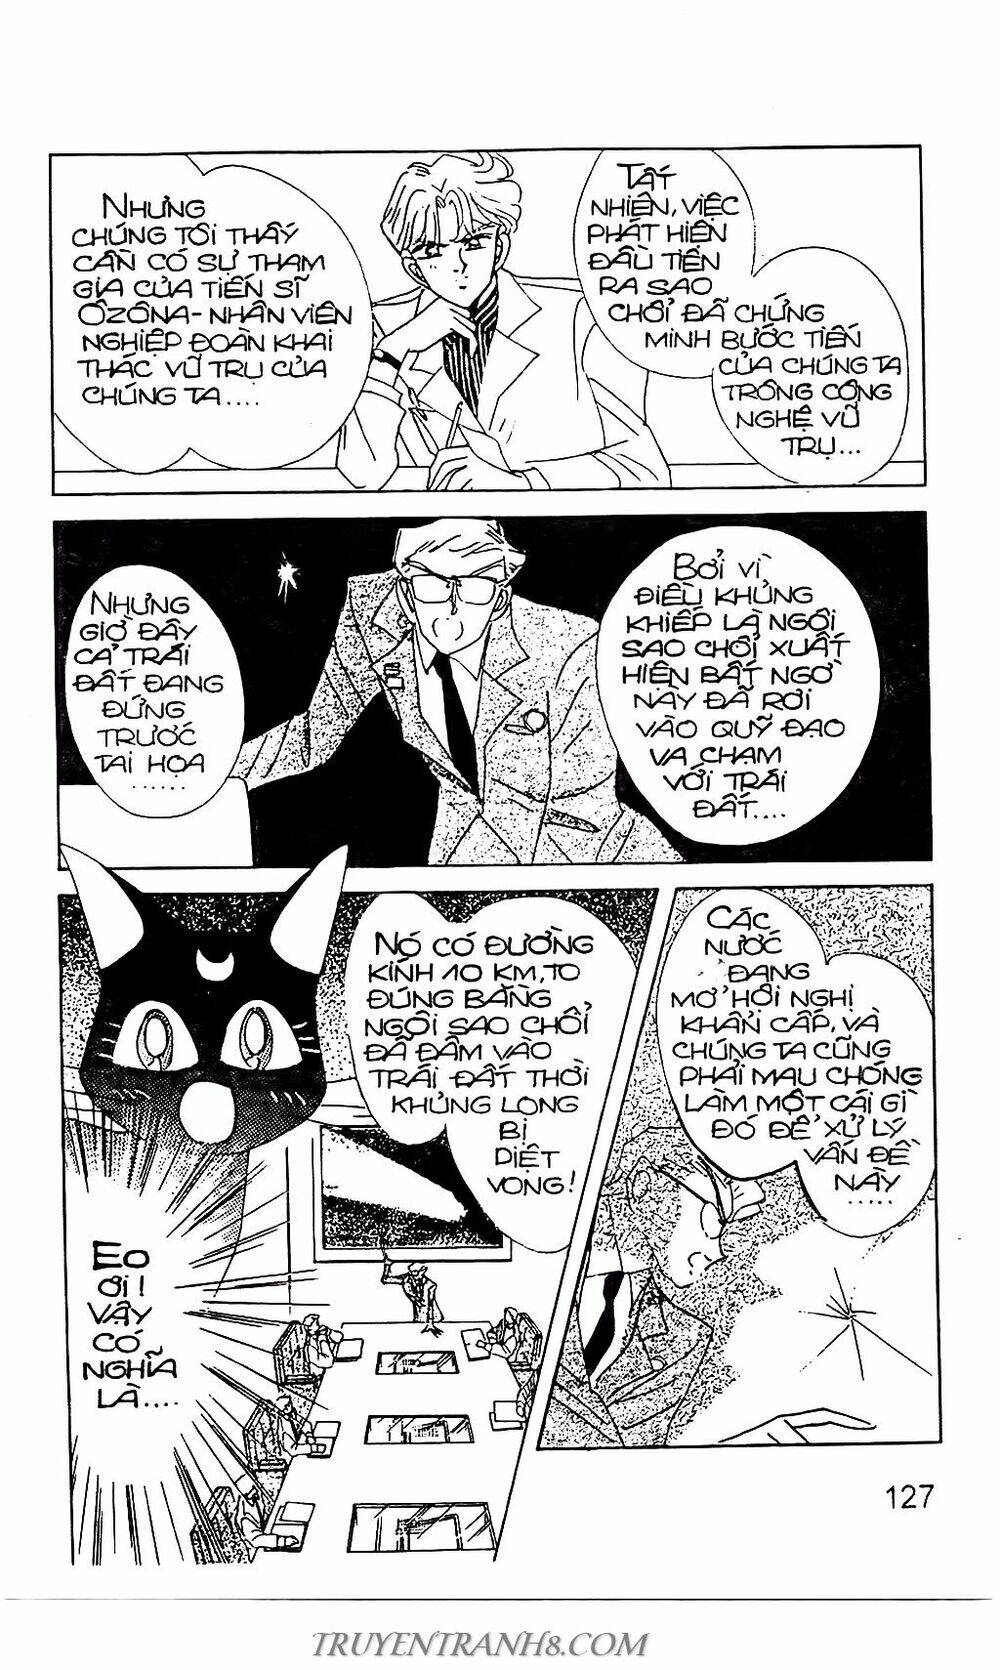 TẤT
NHIÊN, VIỆC
PHÁT HIỆN
ĐẦU TIÊN
RA SAO
CHỔI ĐÃ CHỨNG
MINH BƯỚC TIẾN
CỦA CHÚNG TA
TRONG CÔNG
NGHỆ VŨ
TRỤ...
NHƯNG
CHÚNG TÔI THẤY
CẦN CÓ SỰ THAM
GIA CỦA TIẾN SĨ
ÔZÔNA-NHÂN VIÊN
NGHIỆP ĐOÀN KHAI
THÁC VŨ TRỤ CỦA
CHÚNG TA....
BỞI VÌ
ĐIỀU KHỦNG
KHIẾP LÀ NGÔI
SAO CHỔI XUẤT
HIỆN BẤT NGỜ
NÀY ĐÃ RƠI
VÀO QUỸ ĐẠO
VA CHẠM
VỚI TRÁI
ĐẤT....
NHƯNG
GIỜ ĐÂY
CẢ TRÁI
ĐẤT ĐANG
ĐỨNG
TRƯỚC
TAI HỌA
......
CÁC
NƯỚC
ĐANG
MỞ HỘI NGHỊ
KHẨN CẤP, VÀ
CHÚNG TA CŨNG
PHẢI MAU CHÓNG
LÀM MỘT CÁI GÌ
ĐÓ ĐỂ XỬ LÝ
VẤN ĐỀ
NÀY
.....
NÓ CÓ ĐƯỜNG
KÍNH 10 KM, TO
ĐÚNG BẰNG
NGÔI SAO CHỔI
ĐÃ ĐÂM VÀO
TRÁI ĐẤT THỜI
KHỦNG LONG
BỊ
DIỆT
VONG!
EO
ƠI!
VẬY
CÓ
NGHĨA
LÀ....
127
TRUYENTRANH8.COM